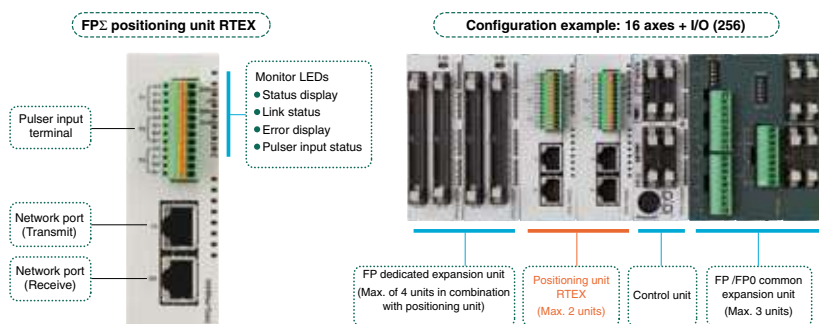 FPΣ positioning unit RTEX
Pulser input
terminal
Network port
(Transmit)
Network port
(Receive)
Monitor LEDs
● Status display
● Link status
● Error display
● Pulser input status
Configuration example: 16 axes + I/O (256)
FP dedicated expansion unit
(Max. of 4 units in combination
with positioning unit)
Positioning unit
RTEX
(Max. 2 units)
Control unit
FP /FP0 common
expansion unit
(Max. 3 units)